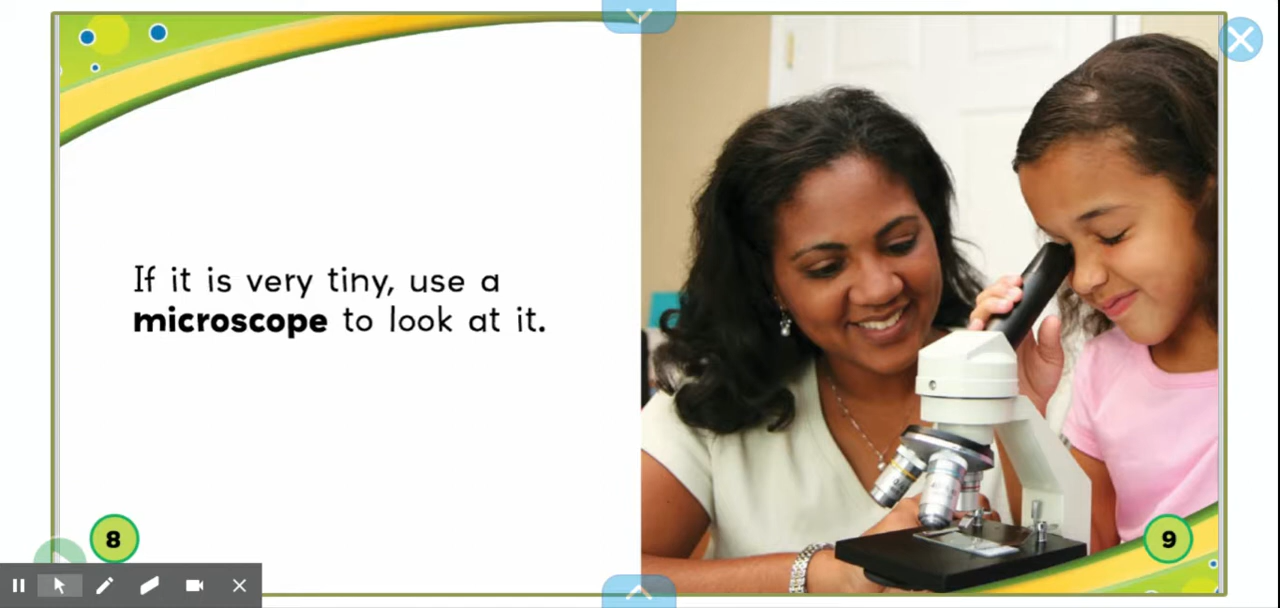 If it is very tiny, use a
microscope to look at it.
8
9